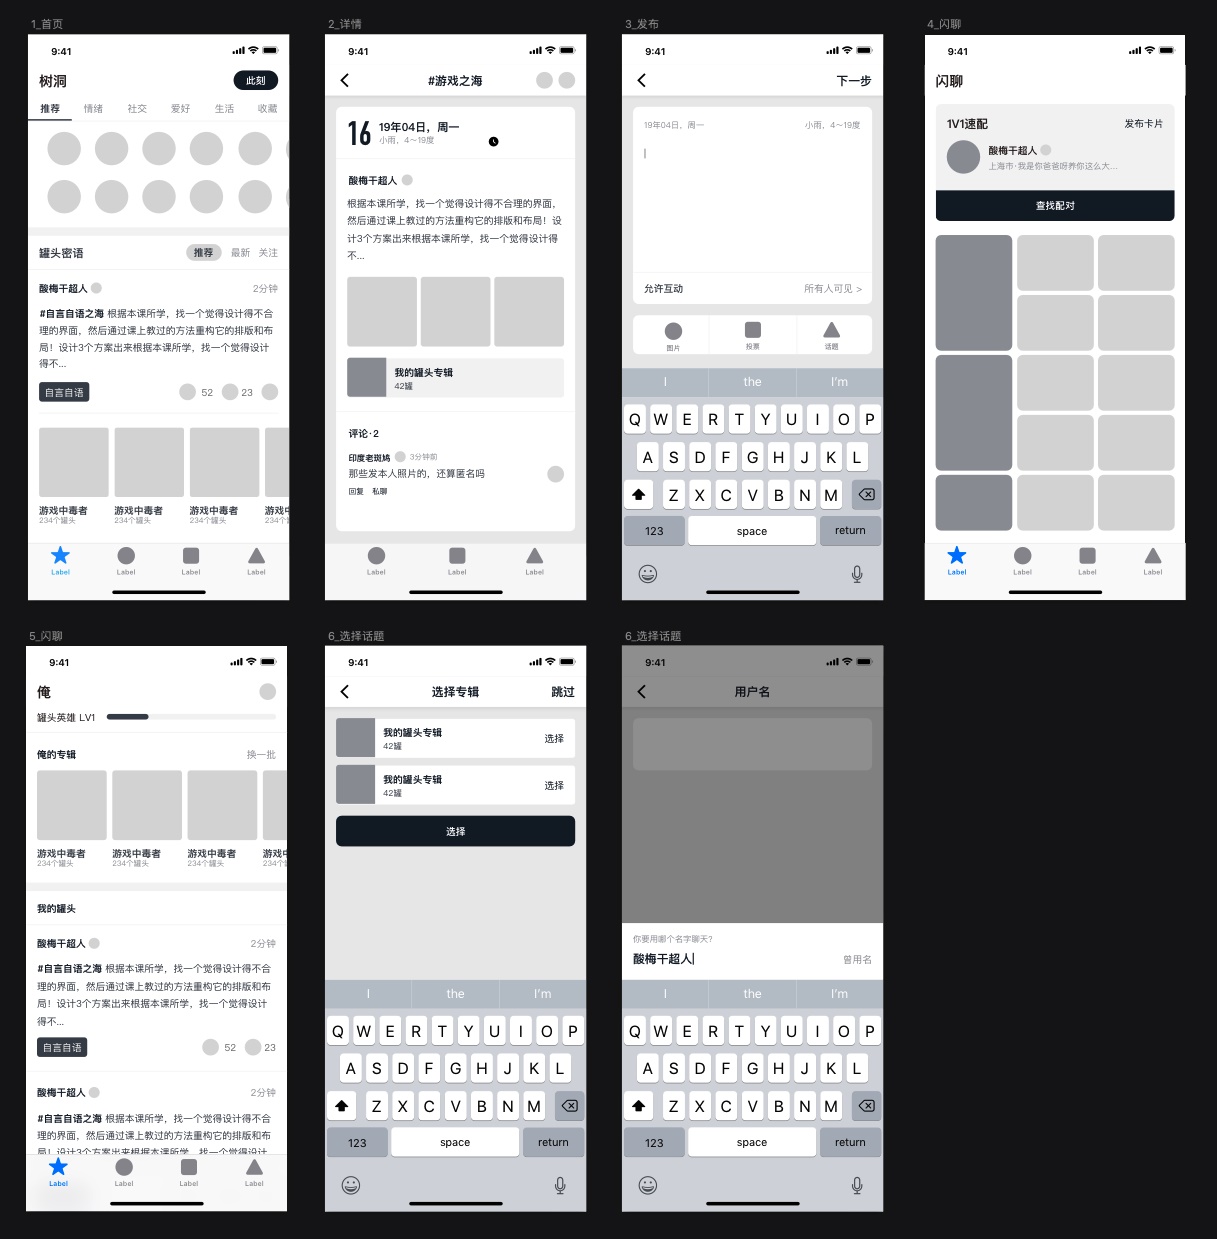 1_首页
9:41
树洞
此刻
推荐 情绪 社交 爱好 生活 收藏
罐头密语
推荐 最新 关注
酸梅干超人
2分钟
#自言自语之海 根据本课所学，找一个觉得设计得不合
理的界面，然后通过课上教过的方法重构它的排版和布
局！设计3个方案出来根据本课所学，找一个觉得设计
得不...
自言自语
52 23
游戏中毒者 游戏中毒者 游戏中毒者 游戏中
234个罐头 234个罐头 234个罐头 234个
Label Label Label Label
2_详情
9:41
#游戏之海
16
19年04日，周一
小雨，4～19度
酸梅干超人
根据本课所学，找一个觉得设计得不合理的界面，
然后通过课上教过的方法重构它的排版和布局！设
计3个方案出来根据本课所学，找一个觉得设计得
不...
我的罐头专辑
42罐
评论·2
印度老斑鸠
3分钟前
那些发本人照片的，还算匿名吗
回复 私聊
Label Label Label
3_发布
9:41
下一步
19年04日，周一
小雨，4～19度
允许互动
所有人可见 >
图片 投票 话题
I the I'm
Q W E R T Y U I O P
A S D F G H J K L
Z X C V B N M
123 space return
4_闪聊
9:41
闪聊
1V1速配
发布卡片
酸梅干超人
上海市·我是你爸爸呀养你这么大...
查找配对
Label Label Label Label
5_闪聊
9:41
俺
罐头英雄 LV1
俺的专辑
换一批
游戏中毒者 游戏中毒者 游戏中毒者 游戏中
234个罐头 234个罐头 234个罐头 234个
我的罐头
酸梅干超人
2分钟
#自言自语之海 根据本课所学，找一个觉得设计得不合
理的界面，然后通过课上教过的方法重构它的排版和布
局！设计3个方案出来根据本课所学，找一个觉得设计
得不...
自言自语
52 23
酸梅干超人
2分钟
#自言自语之海 根据本课所学，找一个觉得设计得不合
理的界面，然后通过课上教过的方法重构它的排版和布
局！设计3个方案出来根据本课所学，找一个觉得设计
Label Label Label Label
6_选择话题
9:41
选择专辑
跳过
我的罐头专辑
42罐
选择
我的罐头专辑
42罐
选择
选择
I the I'm
Q W E R T Y U I O P
A S D F G H J K L
Z X C V B N M
123 space return
6_选择话题
9:41
用户名
你要用哪个名字聊天?
酸梅干超人
曾用名
I the I'm
Q W E R T Y U I O P
A S D F G H J K L
Z X C V B N M
123 space return